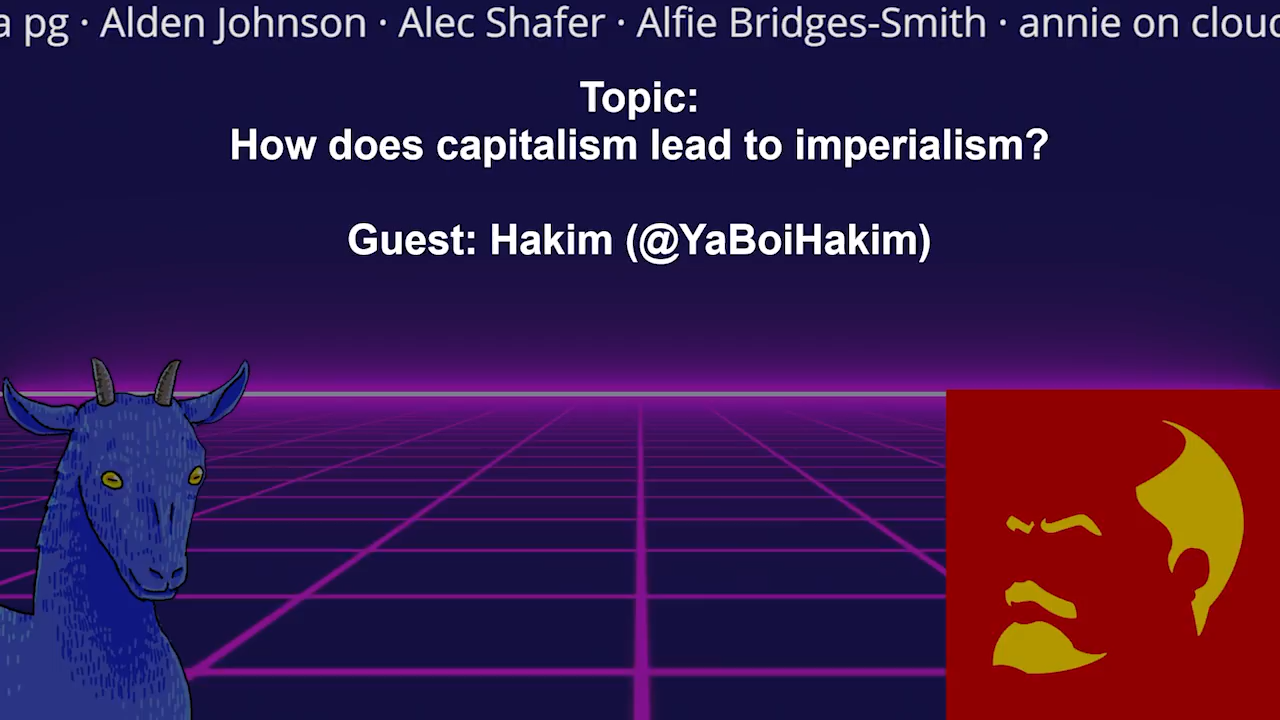 a pg · Alden Johnson · Alec Shafer · Alfie Bridges-Smith · annie on cloud
Topic:
How does capitalism lead to imperialism?
Guest: Hakim (@YaBoiHakim)